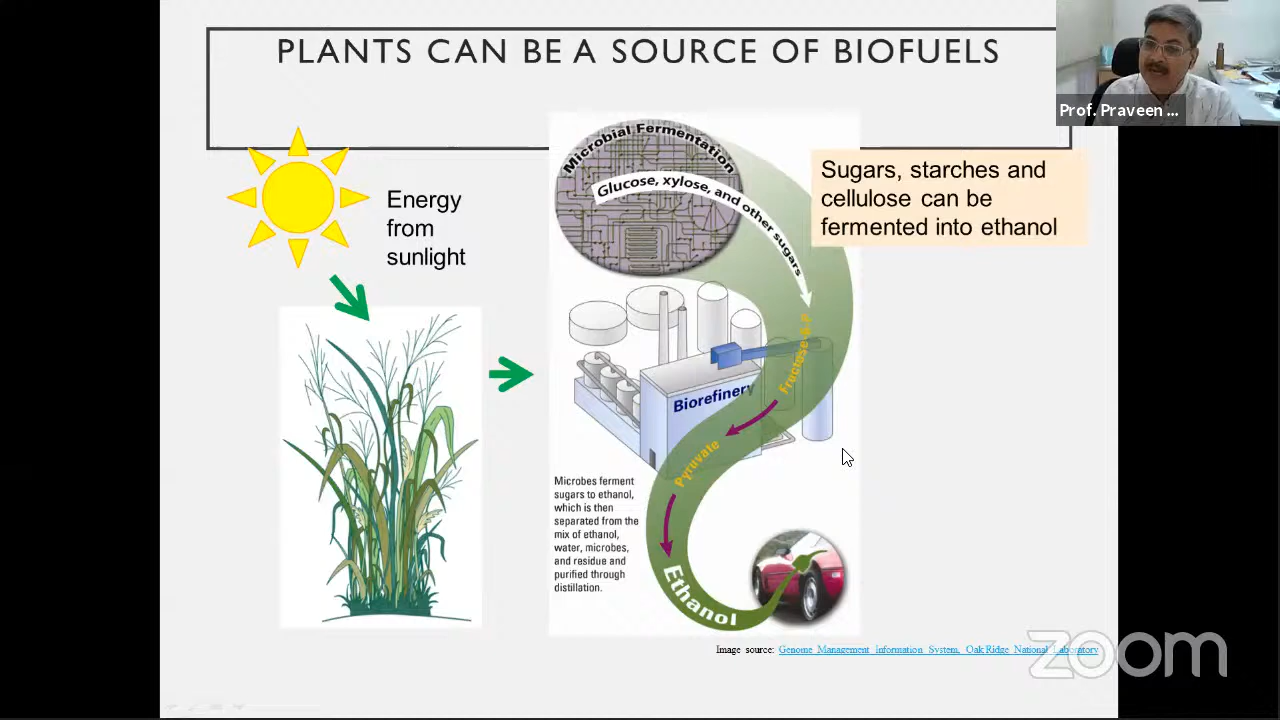 PLANTS CAN BE A SOURCE OF BIOFUELS
Prof. Praveen ...
Energy
from
sunlight
Microbial Fermentation
Glucose, xylose, and other sugars
Sugars, starches and
cellulose can be
fermented into ethanol
Fructose-6-P
Biorefinery
Pyruvate
Microbes ferment
sugars to ethanol,
which is then
separated from the
mix of ethanol,
water, microbes,
and residue and
purified through
distillation.
Ethanol
Image source: Genome Management Information System, Oak Ridge National Laboratory
zoom